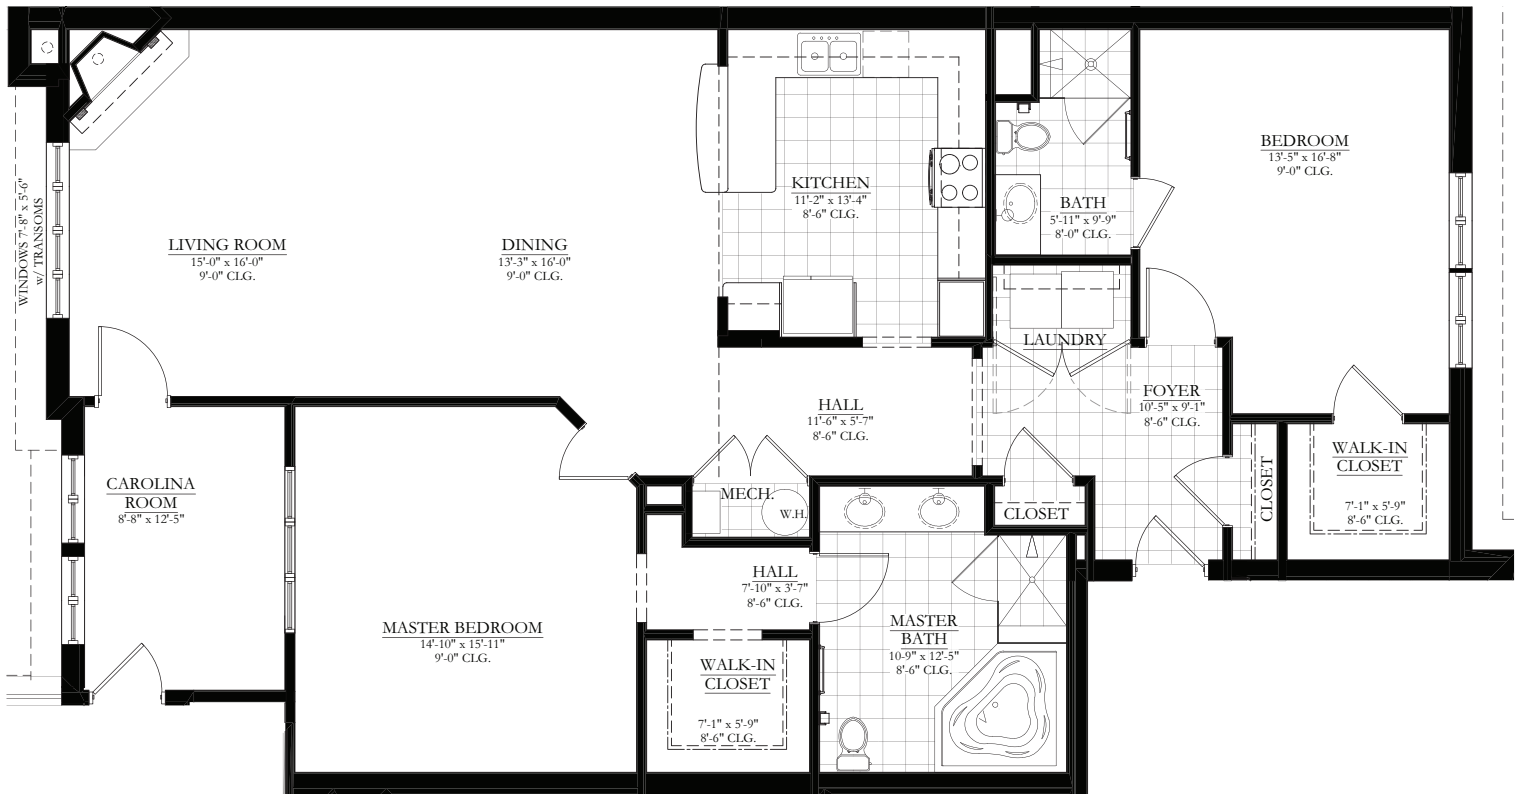 WINDOWS 7'-8" x 5'-6"
w/ TRANSOMS
LIVING ROOM
15'-0" x 16'-0"
9'-0" CLG.
DINING
13'-3" x 16'-0"
9'-0" CLG.
KITCHEN
11'-2" x 13'-4"
8'-6" CLG.
BATH
5'-11" x 9'-9"
8'-0" CLG.
BEDROOM
13'-5" x 16'-8"
9'-0" CLG.
LAUNDRY
FOYER
10'-5" x 9'-1"
8'-6" CLG.
HALL
11'-6" x 5'-7"
8'-6" CLG.
WALK-IN
CLOSET
7'-1" x 5'-9"
8'-6" CLG.
CLOSET
CLOSET
MECH.
W.H.
CAROLINA
ROOM
8'-8" x 12'-5"
MASTER BEDROOM
14'-10" x 15'-11"
9'-0" CLG.
HALL
7'-10" x 3'-7"
8'-6" CLG.
WALK-IN
CLOSET
7'-1" x 5'-9"
8'-6" CLG.
MASTER
BATH
10-9" x 12'-5"
8'-6" CLG.